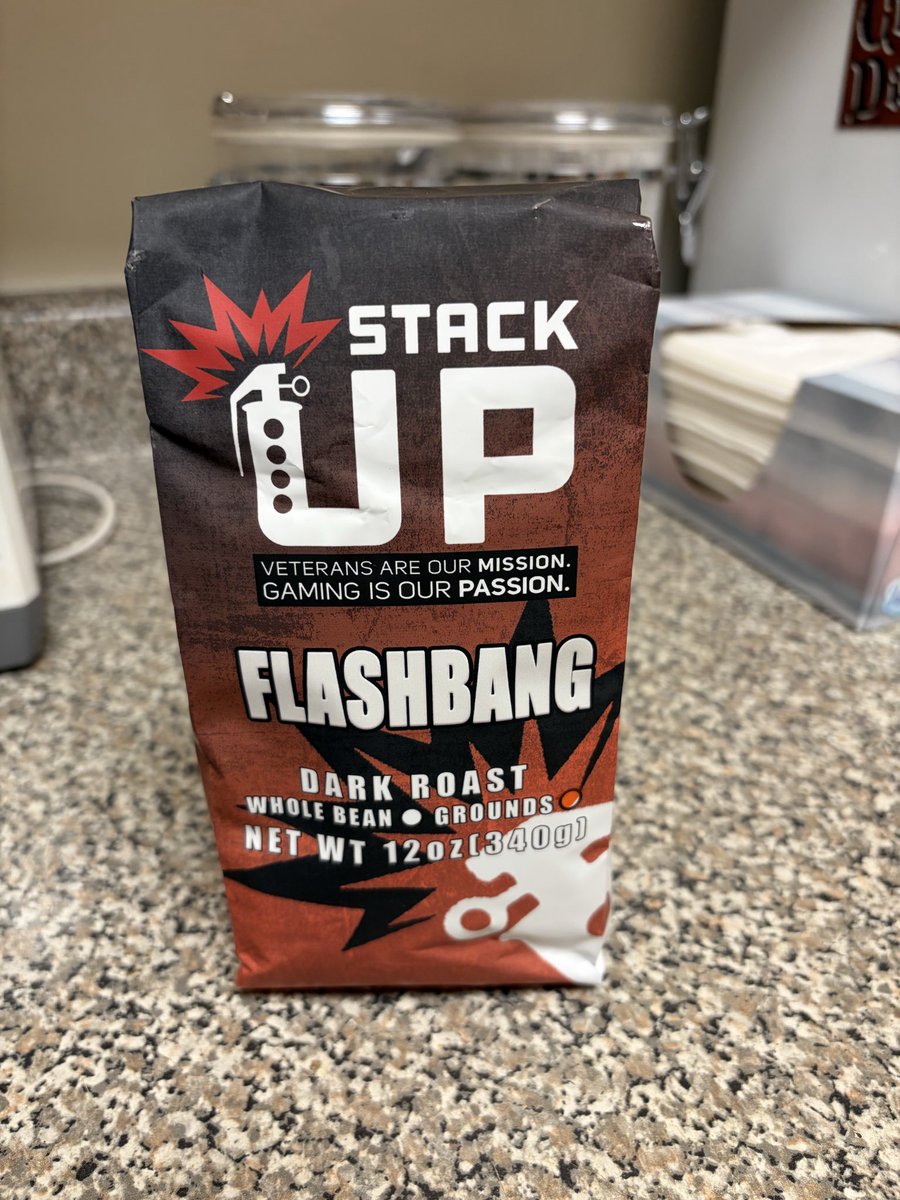 STACK
UP
VETERANS ARE OUR MISSION.
GAMING IS OUR PASSION.
FLASHBANG
DARK ROAST
WHOLE BEAN GROUNDS
NET WT 12oz(340g)